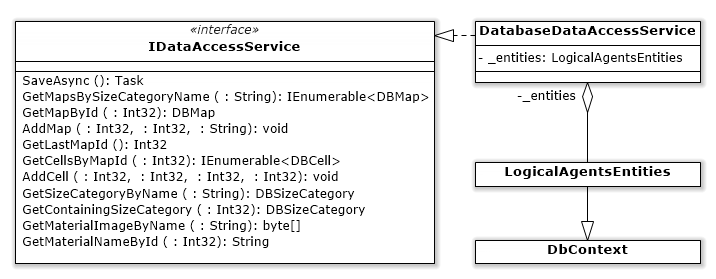 «interface»
IDataAccessService
SaveAsync (): Task
GetMapsBySizeCategoryName ( : String): IEnumerable<DBMap>
GetMapById ( : Int32): DBMap
AddMap ( : Int32, : Int32, : String): void
GetLastMapId (): Int32
GetCellsByMapId ( : Int32): IEnumerable<DBCell>
AddCell ( : Int32, : Int32, : Int32, : Int32): void
GetSizeCategoryByName ( : String): DBSizeCategory
GetContainingSizeCategory ( : Int32): DBSizeCategory
GetMaterialImageByName ( : String): byte[]
GetMaterialNameById ( : Int32): String
DatabaseDataAccessService
- _entities: LogicalAgentsEntities
-_entities
LogicalAgentsEntities
DbContext